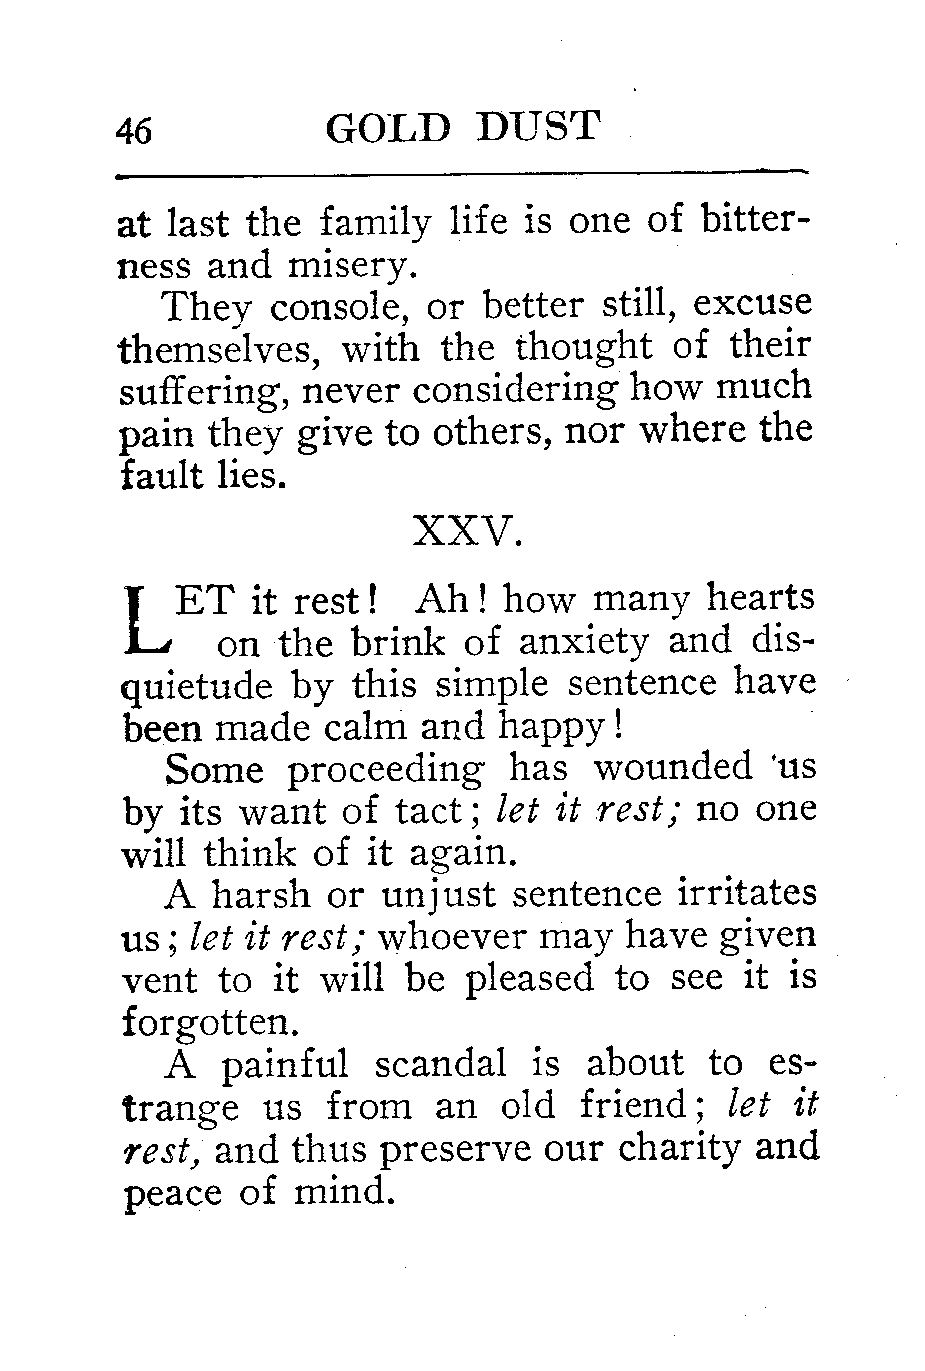 46 GOLD DUST
at last the family life is one of bitter-
ness and misery.
They console, or better still, excuse
themselves, with the thought of their
suffering, never considering how much
pain they give to others, nor where the
fault lies.
XXV.
LET it rest! Ah! how many hearts
on the brink of anxiety and dis-
quietude by this simple sentence have
been made calm and happy!
Some proceeding has wounded us
by its want of tact; let it rest; no one
will think of it again.
A harsh or unjust sentence irritates
us; let it rest; whoever may have given
vent to it will be pleased to see it is
forgotten.
A painful scandal is about to es-
trange us from an old friend; let it
rest, and thus preserve our charity and
peace of mind.